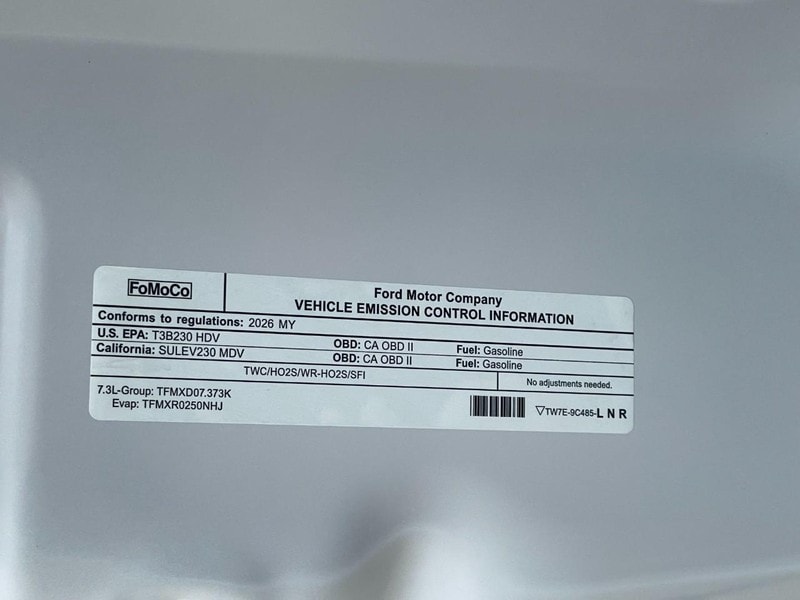 FoMoCo
Ford Motor Company
VEHICLE EMISSION CONTROL INFORMATION
Conforms to regulations: 2026 MY
U.S. EPA: T3B230 HDV OBD: CA OBD II Fuel: Gasoline
California: SULEV230 MDV OBD: CA OBD II Fuel: Gasoline
TWC/HO2S/WR-HO2S/SFI No adjustments needed.
7.3L-Group: TFMXD07.373K
Evap: TFMXR0250NHJ
▽TW7E-9C485-L N R